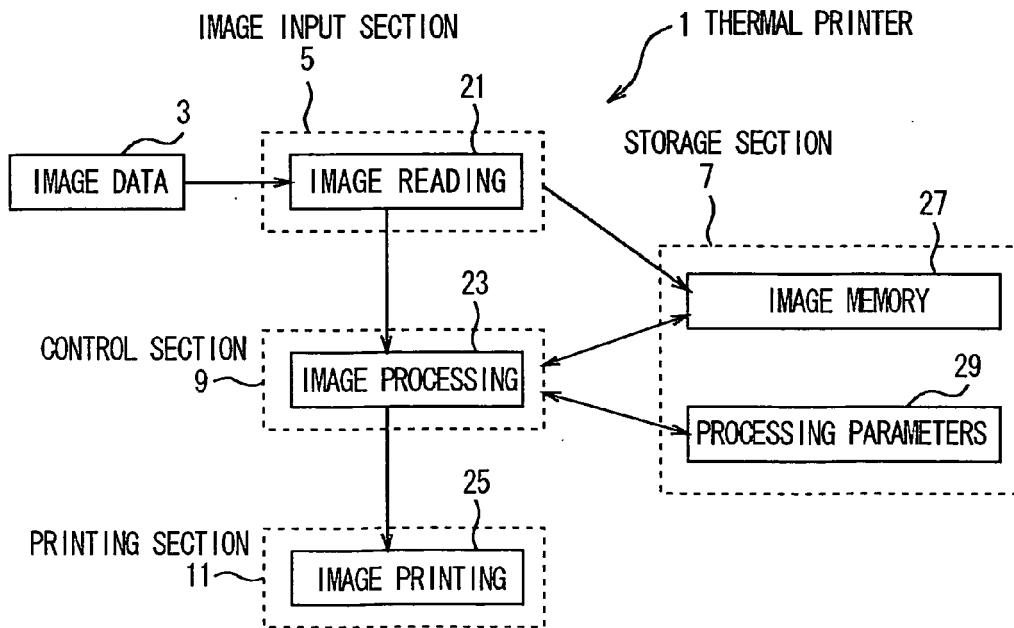 IMAGE INPUT SECTION
5
1 THERMAL PRINTER
3
21
IMAGE DATA
IMAGE READING
STORAGE SECTION
7
27
IMAGE MEMORY
23
CONTROL SECTION
9
IMAGE PROCESSING
29
PROCESSING PARAMETERS
25
PRINTING SECTION
11
IMAGE PRINTING